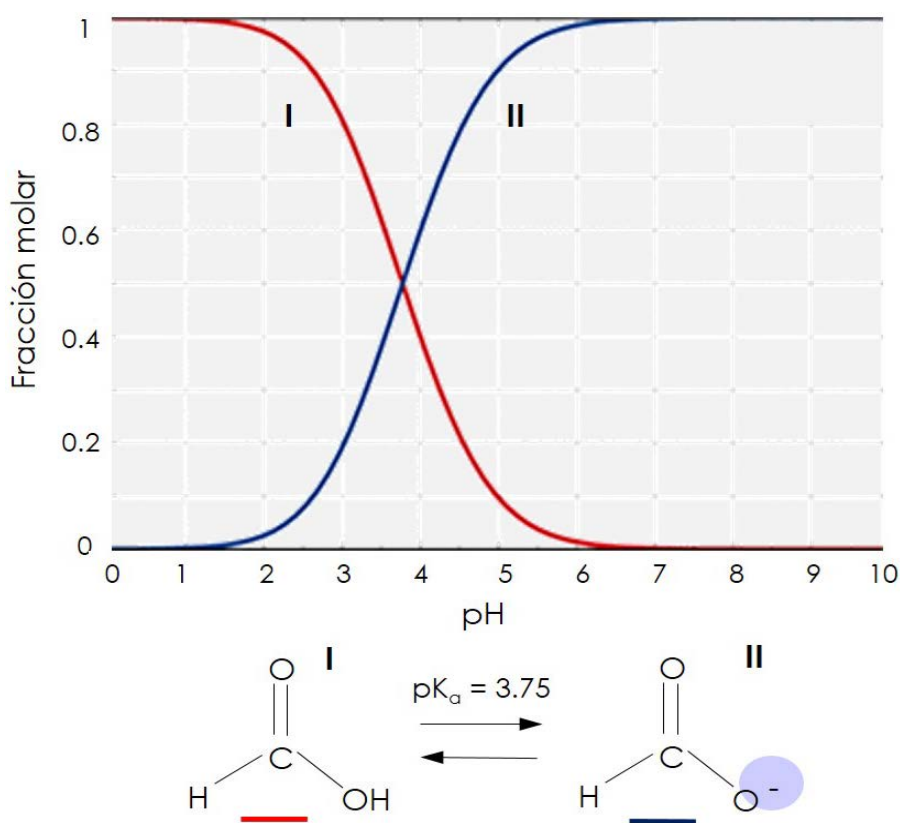 1
0.8
0.6
0.4
0.2
0
Fracción molar
I
II
0 1 2 3 4 5 6 7 8 9 10
pH
I
II
pKa = 3.75
O
C
H
OH
O
C
H
O -